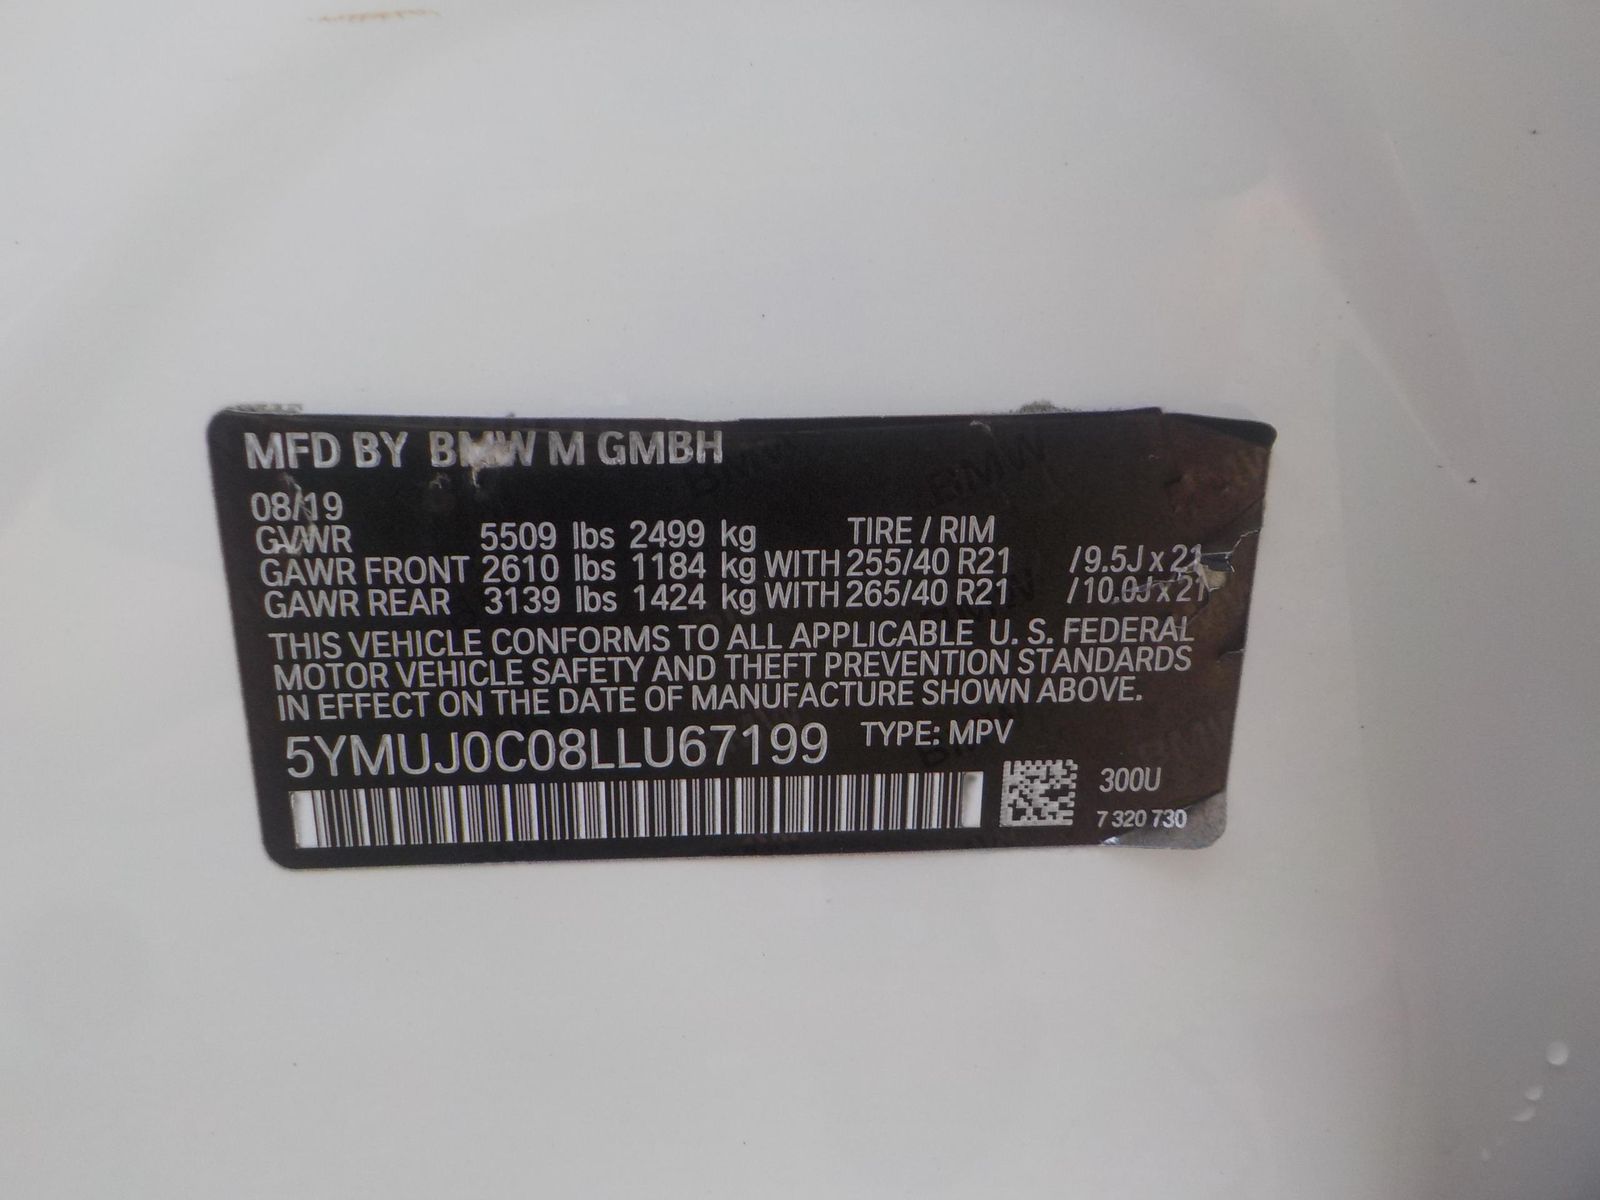 MFD BY BMW M GMBH
08/19
GVWR 5509 lbs 2499 kg TIRE / RIM
GAWR FRONT 2610 lbs 1184 kg WITH 255/40 R21 /9.5J x 21
GAWR REAR 3139 lbs 1424 kg WITH 265/40 R21 /10.0J x 21
THIS VEHICLE CONFORMS TO ALL APPLICABLE U. S. FEDERAL
MOTOR VEHICLE SAFETY AND THEFT PREVENTION STANDARDS
IN EFFECT ON THE DATE OF MANUFACTURE SHOWN ABOVE.
5YMUJ0C08LLU67199 TYPE: MPV
300U
7 320 730